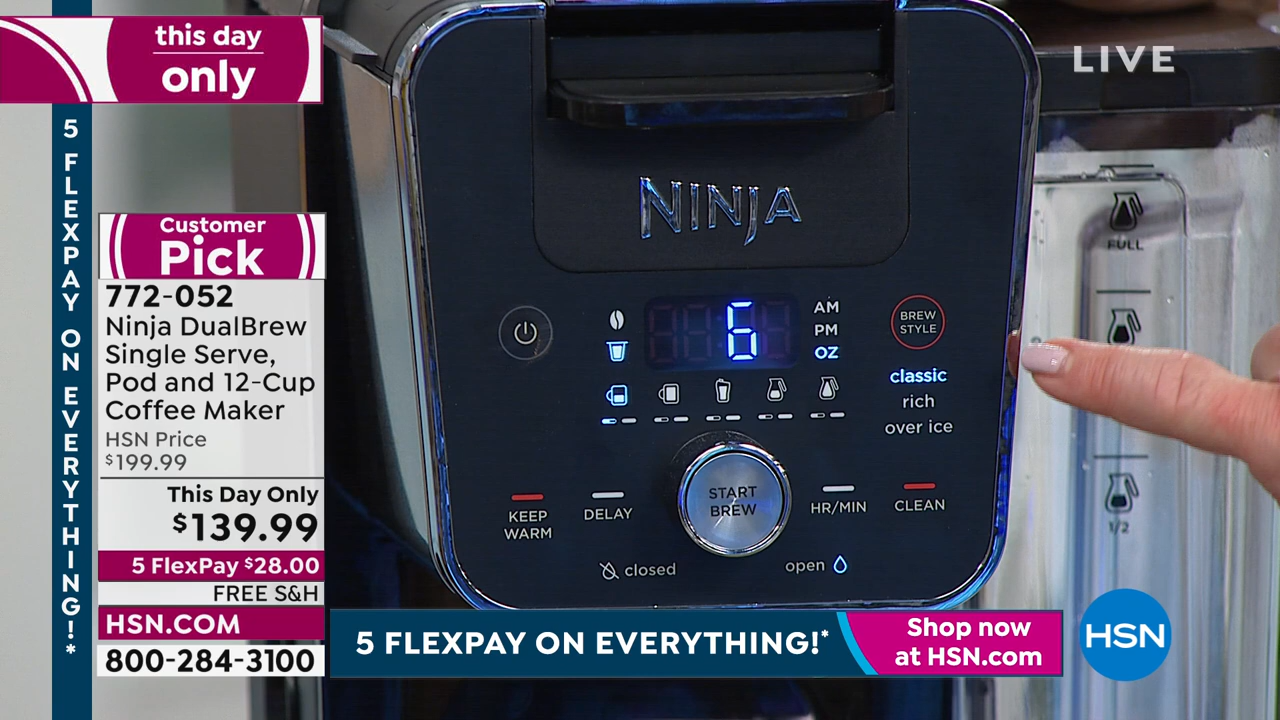 this day
only
LIVE
5 FLEXPAY ON EVERYTHING!*
Customer
Pick
772-052
Ninja DualBrew
Single Serve,
Pod and 12-Cup
Coffee Maker
HSN Price
$199.99
This Day Only
$139.99
5 FlexPay $28.00
FREE S&H
HSN.COM
800-284-3100
NINJA
6
AM
PM
OZ
BREW
STYLE
classic
rich
over ice
START
BREW
KEEP
WARM
DELAY
HR/MIN
CLEAN
closed
open
FULL
1/2
5 FLEXPAY ON EVERYTHING!*
Shop now
at HSN.com
HSN